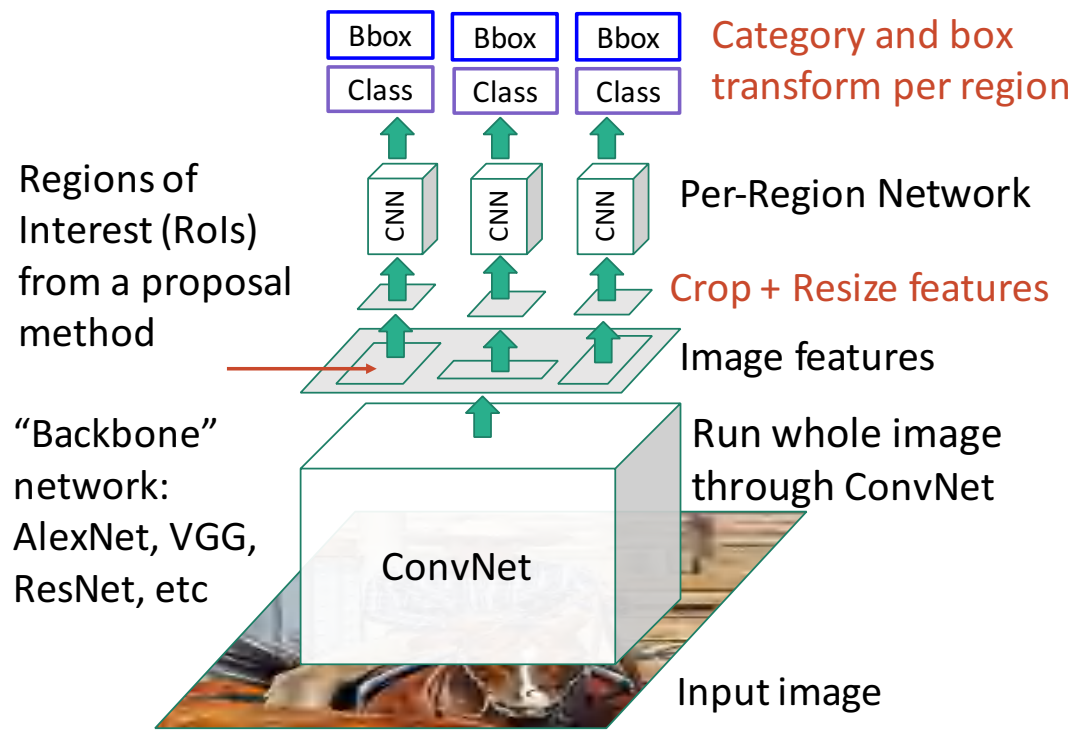 Bbox
Bbox
Bbox
Class
Class
Class
Category and box
transform per region
Regions of
Interest (RoIs)
from a proposal
method
CNN
CNN
CNN
Per-Region Network
Crop + Resize features
Image features
“Backbone”
network:
AlexNet, VGG,
ResNet, etc
Run whole image
through ConvNet
ConvNet
Input image